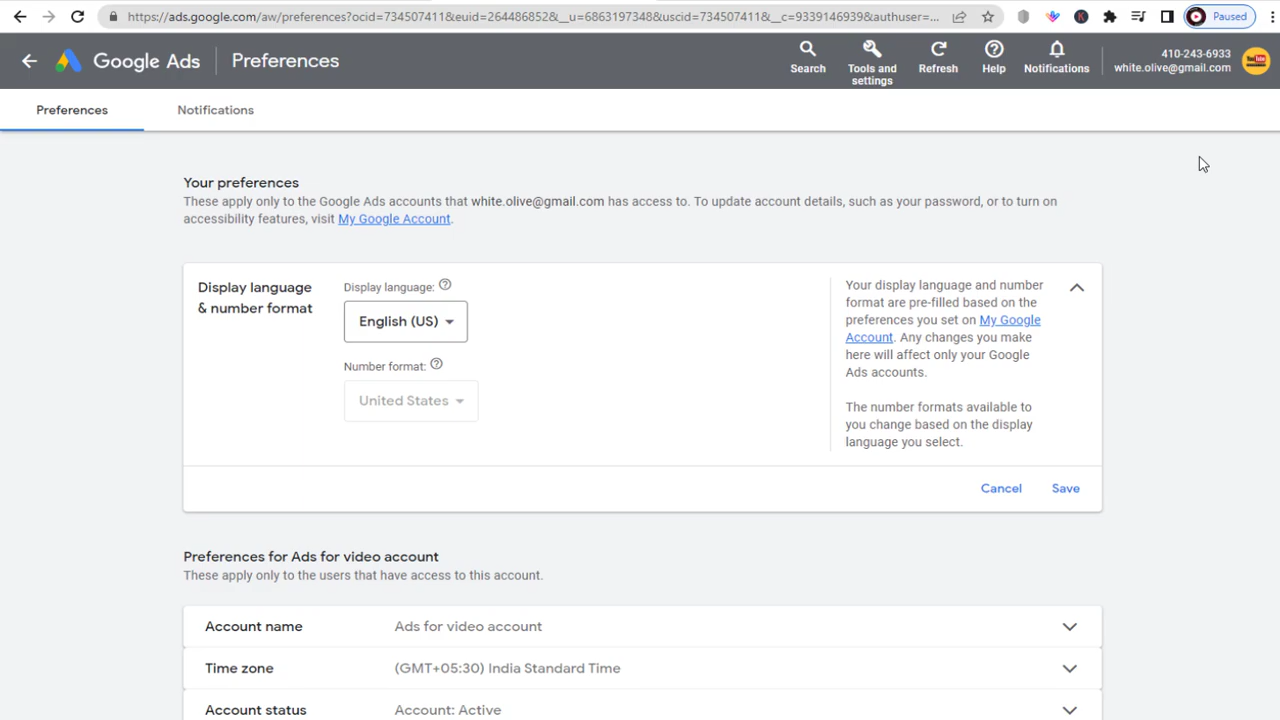 https://ads.google.com/aw/preferences?ocid=734507411&euid=264486852&__u=6863197348&uscid=734507411&__c=9339146939&authuser=...
Paused
Google Ads
Preferences
Search
Tools and
settings
Refresh
Help
Notifications
410-243-6933
white.olive@gmail.com
Preferences
Notifications
Your preferences
These apply only to the Google Ads accounts that white.olive@gmail.com has access to. To update account details, such as your password, or to turn on
accessibility features, visit My Google Account.
Display language
& number format
Display language:
English (US)
Number format:
United States
Your display language and number
format are pre-filled based on the
preferences you set on My Google
Account. Any changes you make
here will affect only your Google
Ads accounts.
The number formats available to
you change based on the display
language you select.
Cancel
Save
Preferences for Ads for video account
These apply only to the users that have access to this account.
Account name
Ads for video account
Time zone
(GMT+05:30) India Standard Time
Account status
Account: Active